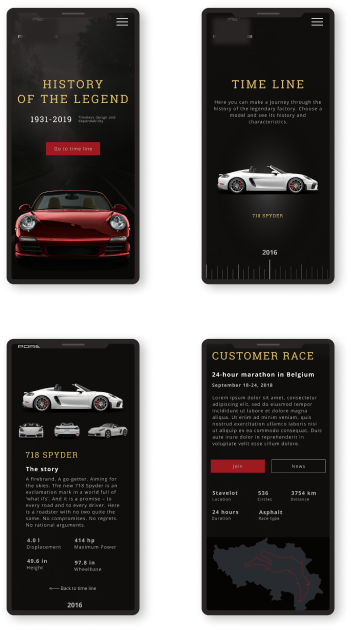 HISTORY
OF THE LEGEND
1931-2019
Timeless design and
dependability
Go to time line
TIME LINE
Here you can make a journey through the
history of the legendary factory. Choose a
model and see its history and
characteristics.
718 SPYDER
2016
718 SPYDER
The story
A Firebrand. A go-getter. Aiming for
the skies. The new 718 Spyder is an
exclamation mark in a world full of
'what ifs'. And it is a promise – to
every road and to every driver. Here
is a roadster with no two quite the
same. No compromises. No regrets.
No rational arguments.
4.0 l
Displacement
414 hp
Maximum Power
49.6 in
Height
97.8 in
Wheelbase
Back to time line
2016
CUSTOMER RACE
24-hour marathon in Belgium
September 18-24, 2018
Lorem ipsum dolor sit amet, consectetur
adipiscing elit, sed do eiusmod tempor
incididunt ut labore et dolore magna
aliqua. Ut enim ad minim veniam, quis
nostrud exercitation ullamco laboris nisi
ut aliquip ex ea commodo consequat. Duis
aute irure dolor in reprehenderit in
voluptate velit esse cillum dolore.
Join
News
Stavelot
Location
536
Circles
3754 km
Distance
24 hours
Duration
Asphalt
Race type